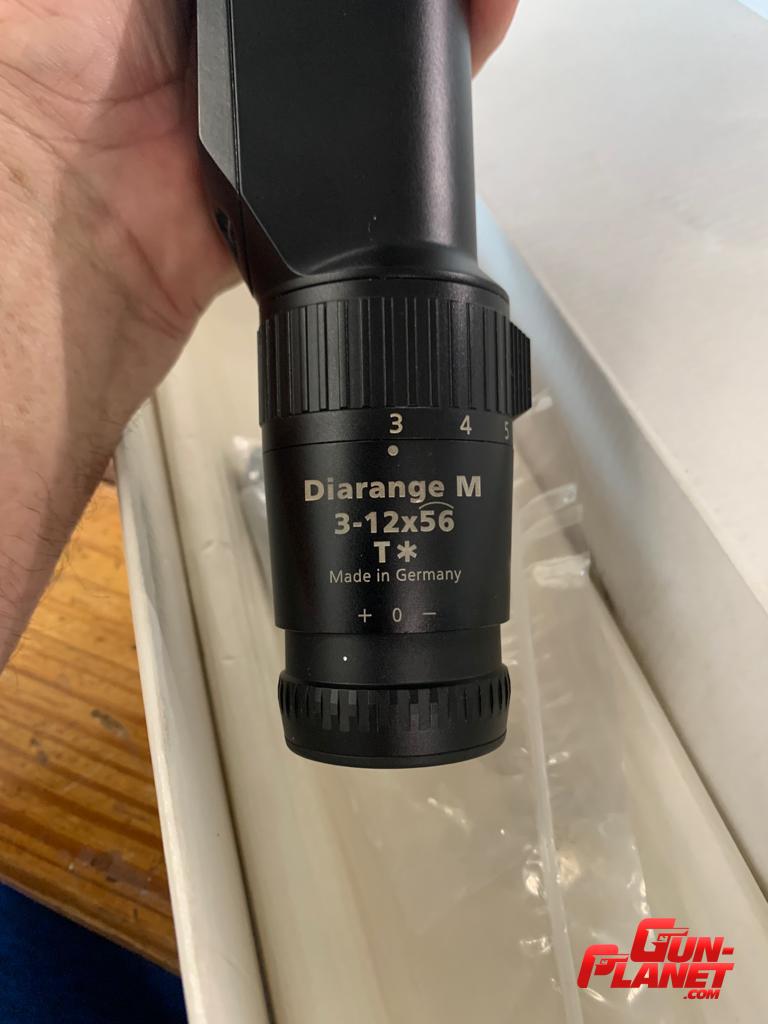 3 4 5
Diarange M
3-12x56
T*
Made in Germany
+ 0 −
GUN-
PLANET
.COM